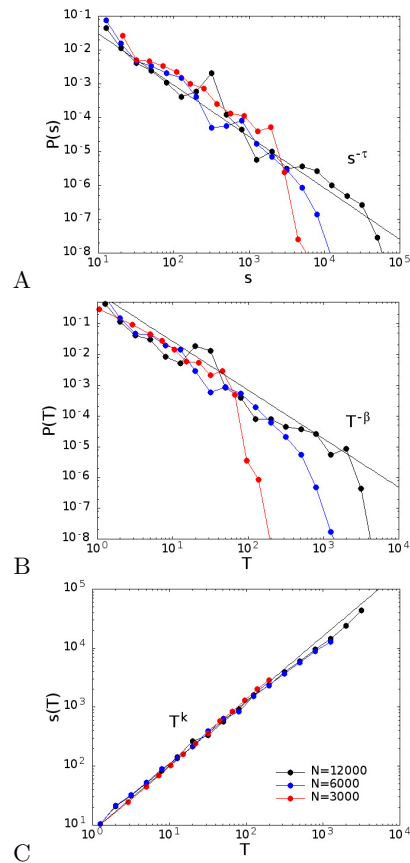 10^-1
10^-2
10^-3
10^-4
10^-5
10^-6
10^-7
10^-8
P(s)
s^-τ
10^1 10^2 10^3 10^4 10^5
s
A
10^-1
10^-2
10^-3
10^-4
10^-5
10^-6
10^-7
10^-8
P(T)
T^-β
10^0 10^1 10^2 10^3 10^4
T
B
10^5
10^4
10^3
10^2
10^1
s(T)
T^k
N=12000
N=6000
N=3000
10^0 10^1 10^2 10^3 10^4
T
C